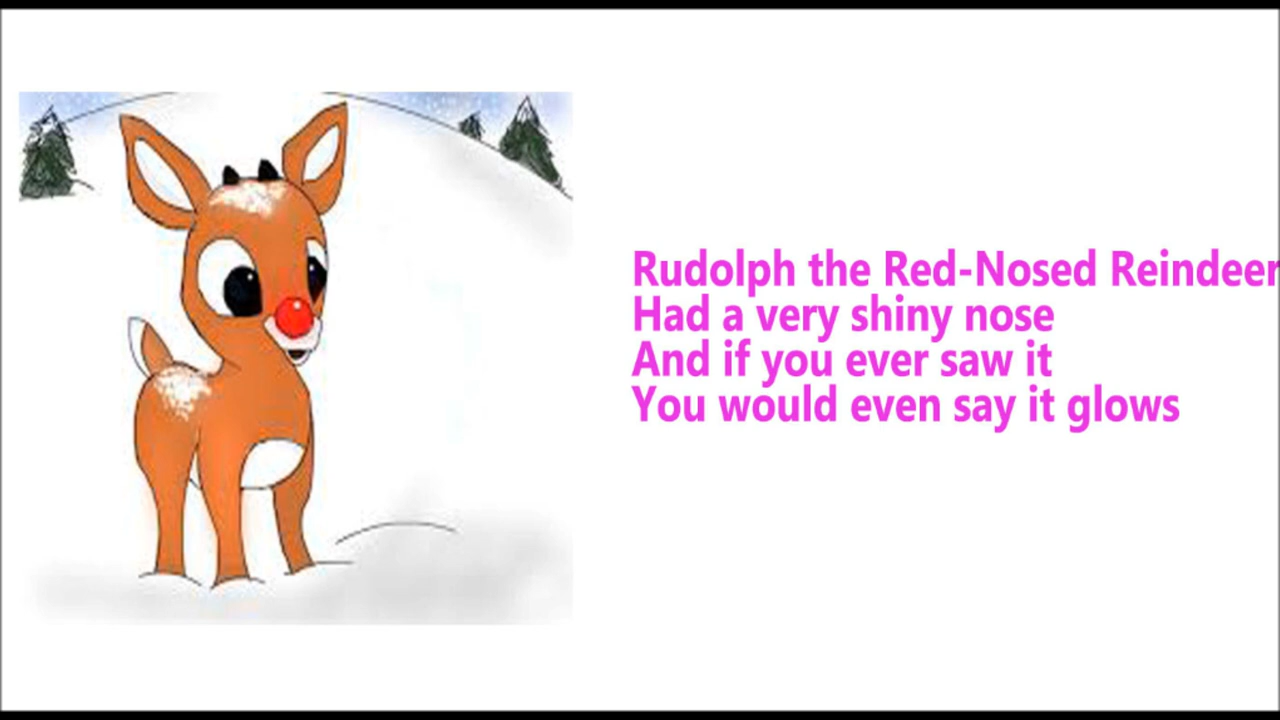 Rudolph the Red-Nosed Reindeer
Had a very shiny nose
And if you ever saw it
You would even say it glows